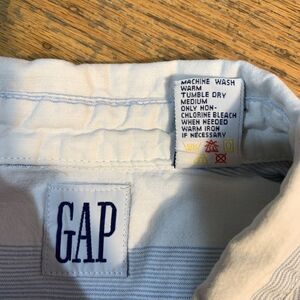 MACHINE WASH
WARM
TUMBLE DRY
MEDIUM
ONLY NON-
CHLORINE BLEACH
WHEN NEEDED
WARM IRON
IF NECESSARY
GAP